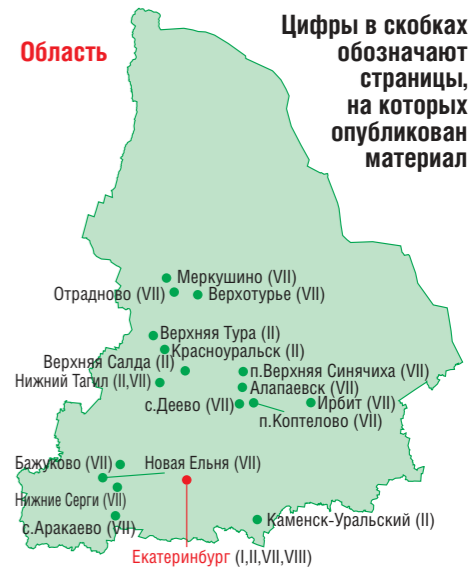 Область
Цифры в скобках
обозначают
страницы,
на которых
опубликован
материал
Меркушино (VII)
Отрадново (VII)
Верхотурье (VII)
Верхняя Тура (II)
Красноуральск (II)
Верхняя Салда (II)
п.Верхняя Синячиха (VII)
Нижний Тагил (II,VII)
Алапаевск (VII)
с.Деево (VII)
Ирбит (VII)
п.Коптелово (VII)
Бажуково (VII)
Новая Ельня (VII)
Нижние Серги (VII)
с.Аракаево (VII)
Каменск-Уральский (II)
Екатеринбург (I,II,VII,VIII)